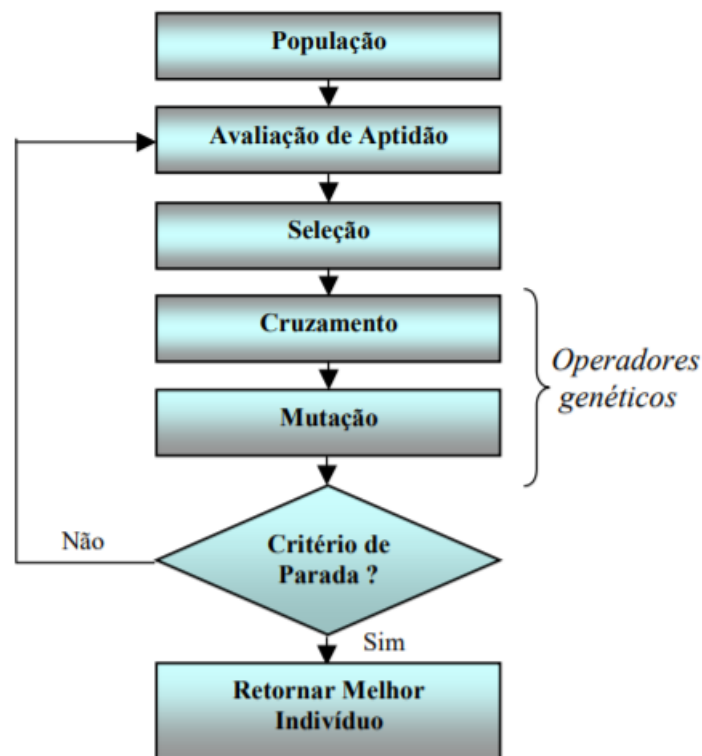 População
Avaliação de Aptidão
Seleção
Cruzamento
Operadores
genéticos
Mutação
Não
Critério de
Parada ?
Sim
Retornar Melhor
Indivíduo